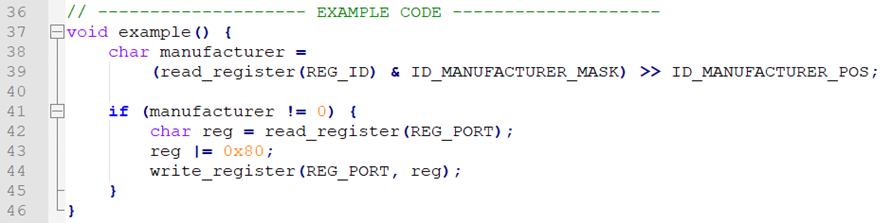 36 // -------------------- EXAMPLE CODE --------------------
37 void example() {
38     char manufacturer =
39         (read_register(REG_ID) & ID_MANUFACTURER_MASK) >> ID_MANUFACTURER_POS;
40
41     if (manufacturer != 0) {
42         char reg = read_register(REG_PORT);
43         reg |= 0x80;
44         write_register(REG_PORT, reg);
45     }
46 }